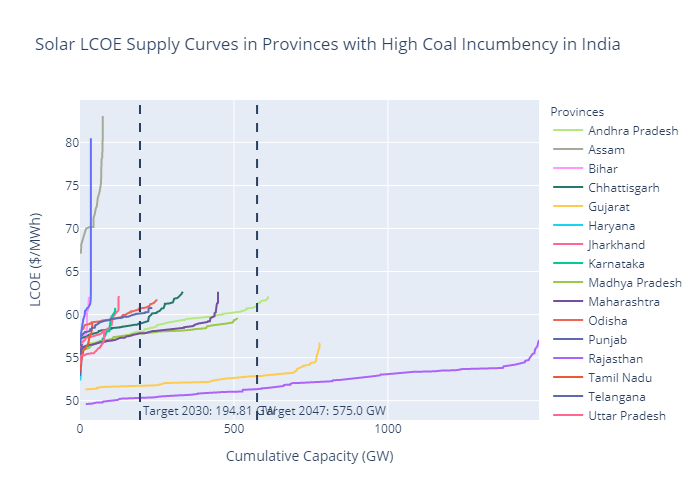 Solar LCOE Supply Curves in Provinces with High Coal Incumbency in India
Provinces
Andhra Pradesh
Assam
Bihar
Chhattisgarh
Gujarat
Haryana
Jharkhand
Karnataka
Madhya Pradesh
Maharashtra
Odisha
Punjab
Rajasthan
Tamil Nadu
Telangana
Uttar Pradesh
LCOE ($/MWh)
80
75
70
65
60
55
50
Target 2030: 194.81 GW
Target 2047: 575.0 GW
0
500
1000
Cumulative Capacity (GW)